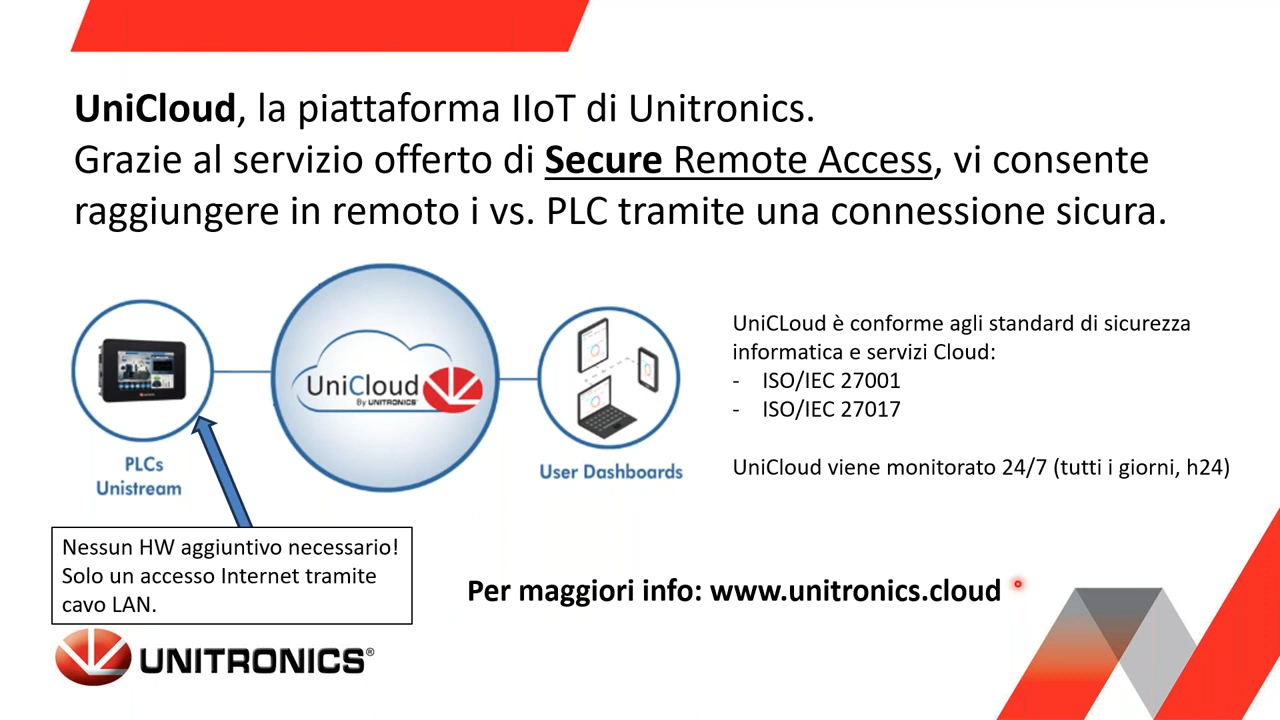 UniCloud, la piattaforma IIoT di Unitronics.
Grazie al servizio offerto di Secure Remote Access, vi consente
raggiungere in remoto i vs. PLC tramite una connessione sicura.
UniCloud
By UNITRONICS®
PLCs
Unistream
User Dashboards
UniCLoud è conforme agli standard di sicurezza
informatica e servizi Cloud:
- ISO/IEC 27001
- ISO/IEC 27017
UniCloud viene monitorato 24/7 (tutti i giorni, h24)
Nessun HW aggiuntivo necessario!
Solo un accesso Internet tramite
cavo LAN.
Per maggiori info: www.unitronics.cloud
UNITRONICS®